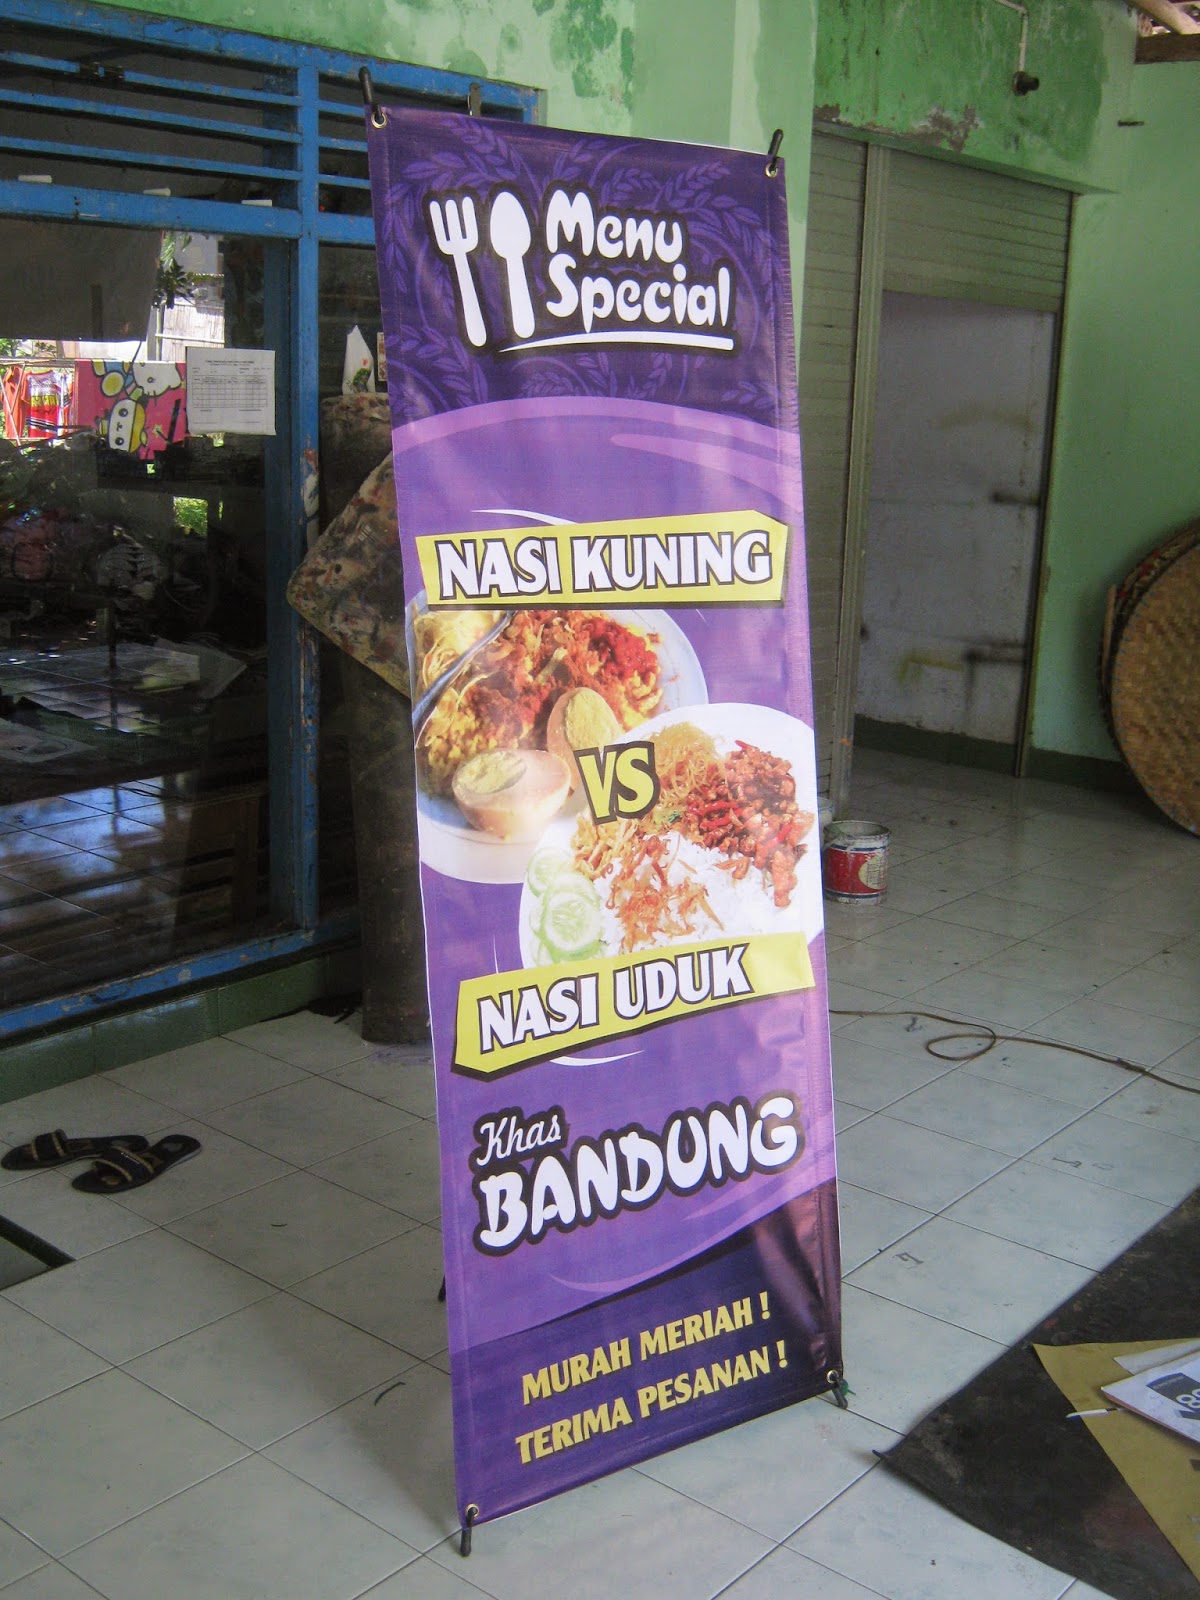 Menu
Special
NASI KUNING
VS
NASI UDUK
Khas
BANDUNG
MURAH MERIAH !
TERIMA PESANAN !